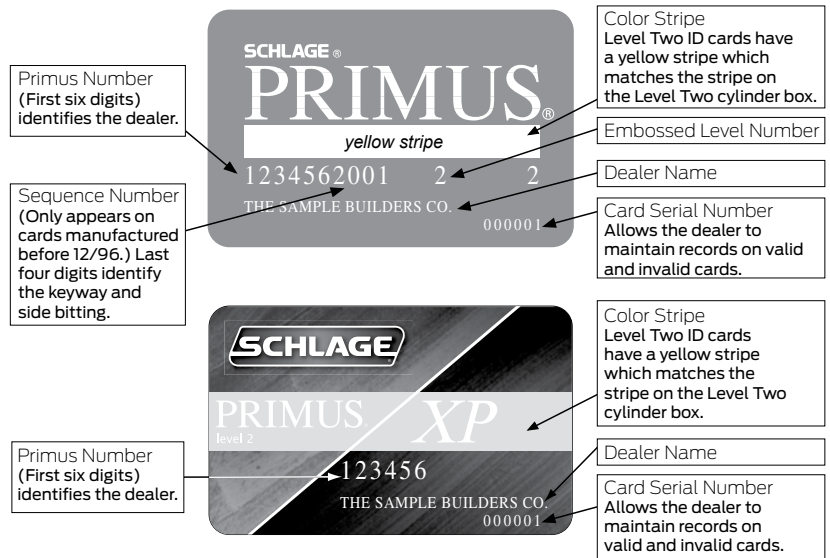 SCHLAGE ®
PRIMUS®
yellow stripe
1234562001 2 2
THE SAMPLE BUILDERS CO.
000001
Primus Number
(First six digits)
identifies the dealer.
Sequence Number
(Only appears on
cards manufactured
before 12/96.) Last
four digits identify
the keyway and
side bitting.
Color Stripe
Level Two ID cards have
a yellow stripe which
matches the stripe on
the Level Two cylinder box.
Embossed Level Number
Dealer Name
Card Serial Number
Allows the dealer to
maintain records on valid
and invalid cards.
SCHLAGE
PRIMUS XP
level 2
123456
THE SAMPLE BUILDERS CO.
000001
Primus Number
(First six digits)
identifies the dealer.
Color Stripe
Level Two ID cards
have a yellow stripe
which matches the
stripe on the Level Two
cylinder box.
Dealer Name
Card Serial Number
Allows the dealer to
maintain records on
valid and invalid cards.